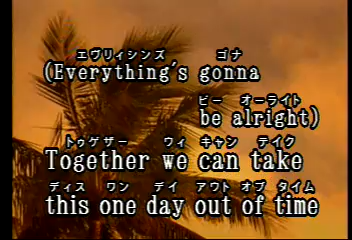 エヴリィシンズ ゴナ
(Everything's gonna
ビー オーライト
be alright)
トゥゲザー ウィ キャン テイク
Together we can take
ディス ワン デイ アウト オブ タイム
this one day out of time